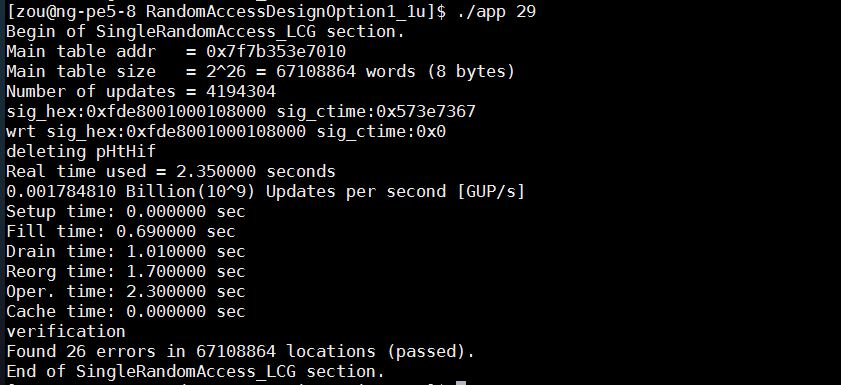 [zou@ng-pe5-8 RandomAccessDesignOption1_1u]$ ./app 29
Begin of SingleRandomAccess_LCG section.
Main table addr   = 0x7f7b353e7010
Main table size   = 2^26 = 67108864 words (8 bytes)
Number of updates = 4194304
sig_hex:0xfde8001000108000 sig_ctime:0x573e7367
wrt sig_hex:0xfde8001000108000 sig_ctime:0x0
deleting pHtHif
Real time used = 2.350000 seconds
0.001784810 Billion(10^9) Updates per second [GUP/s]
Setup time: 0.000000 sec
Fill time: 0.690000 sec
Drain time: 1.010000 sec
Reorg time: 1.700000 sec
Oper. time: 2.300000 sec
Cache time: 0.000000 sec
verification
Found 26 errors in 67108864 locations (passed).
End of SingleRandomAccess_LCG section.